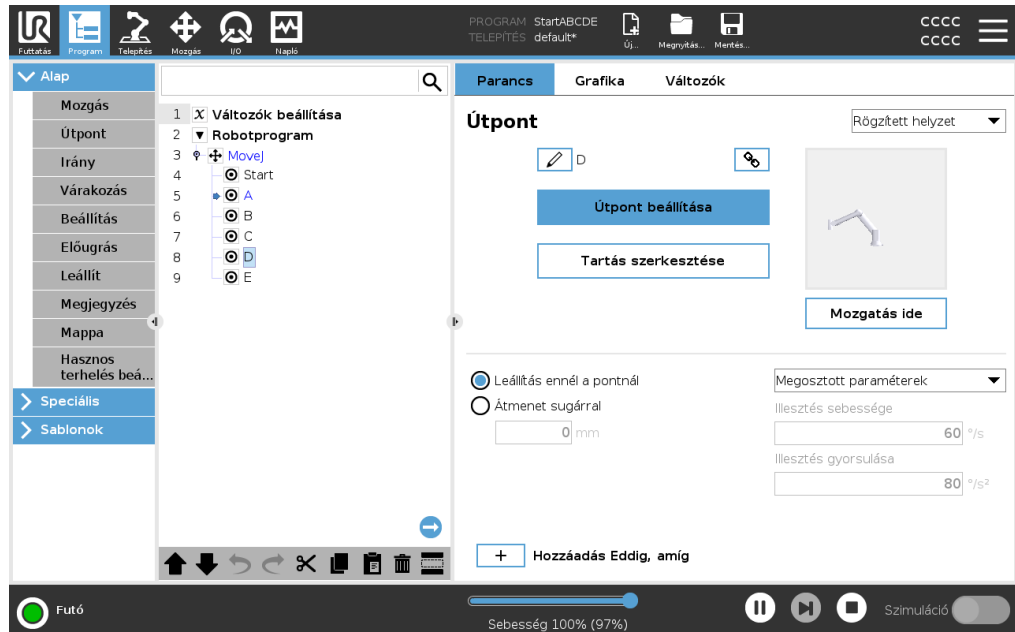 UR
Futtatás
Program
Telepítés
Mozgás
I/O
Napló
PROGRAM StartABCDE
TELEPÍTÉS default*
Új...
Megnyitás...
Mentés...
CCCC
CCCC
Alap
Mozgás
Útpont
Irány
Várakozás
Beállítás
Előugrás
Leállít
Megjegyzés
Mappa
Hasznos
terhelés beá...
Speciális
Sablonok
1 X Változók beállítása
2 Robotprogram
3 MoveJ
4 Start
5 A
6 B
7 C
8 D
9 E
Parancs
Grafika
Változók
Útpont
Rögzített helyzet
D
Útpont beállítása
Tartás szerkesztése
Mozgatás ide
Leállítás ennél a pontnál
Átmenet sugárral
0 mm
Megosztott paraméterek
Illesztés sebessége
60 °/s
Illesztés gyorsulása
80 °/s²
+ Hozzáadás Eddig, amíg
Futó
Sebesség 100% (97%)
Szimuláció